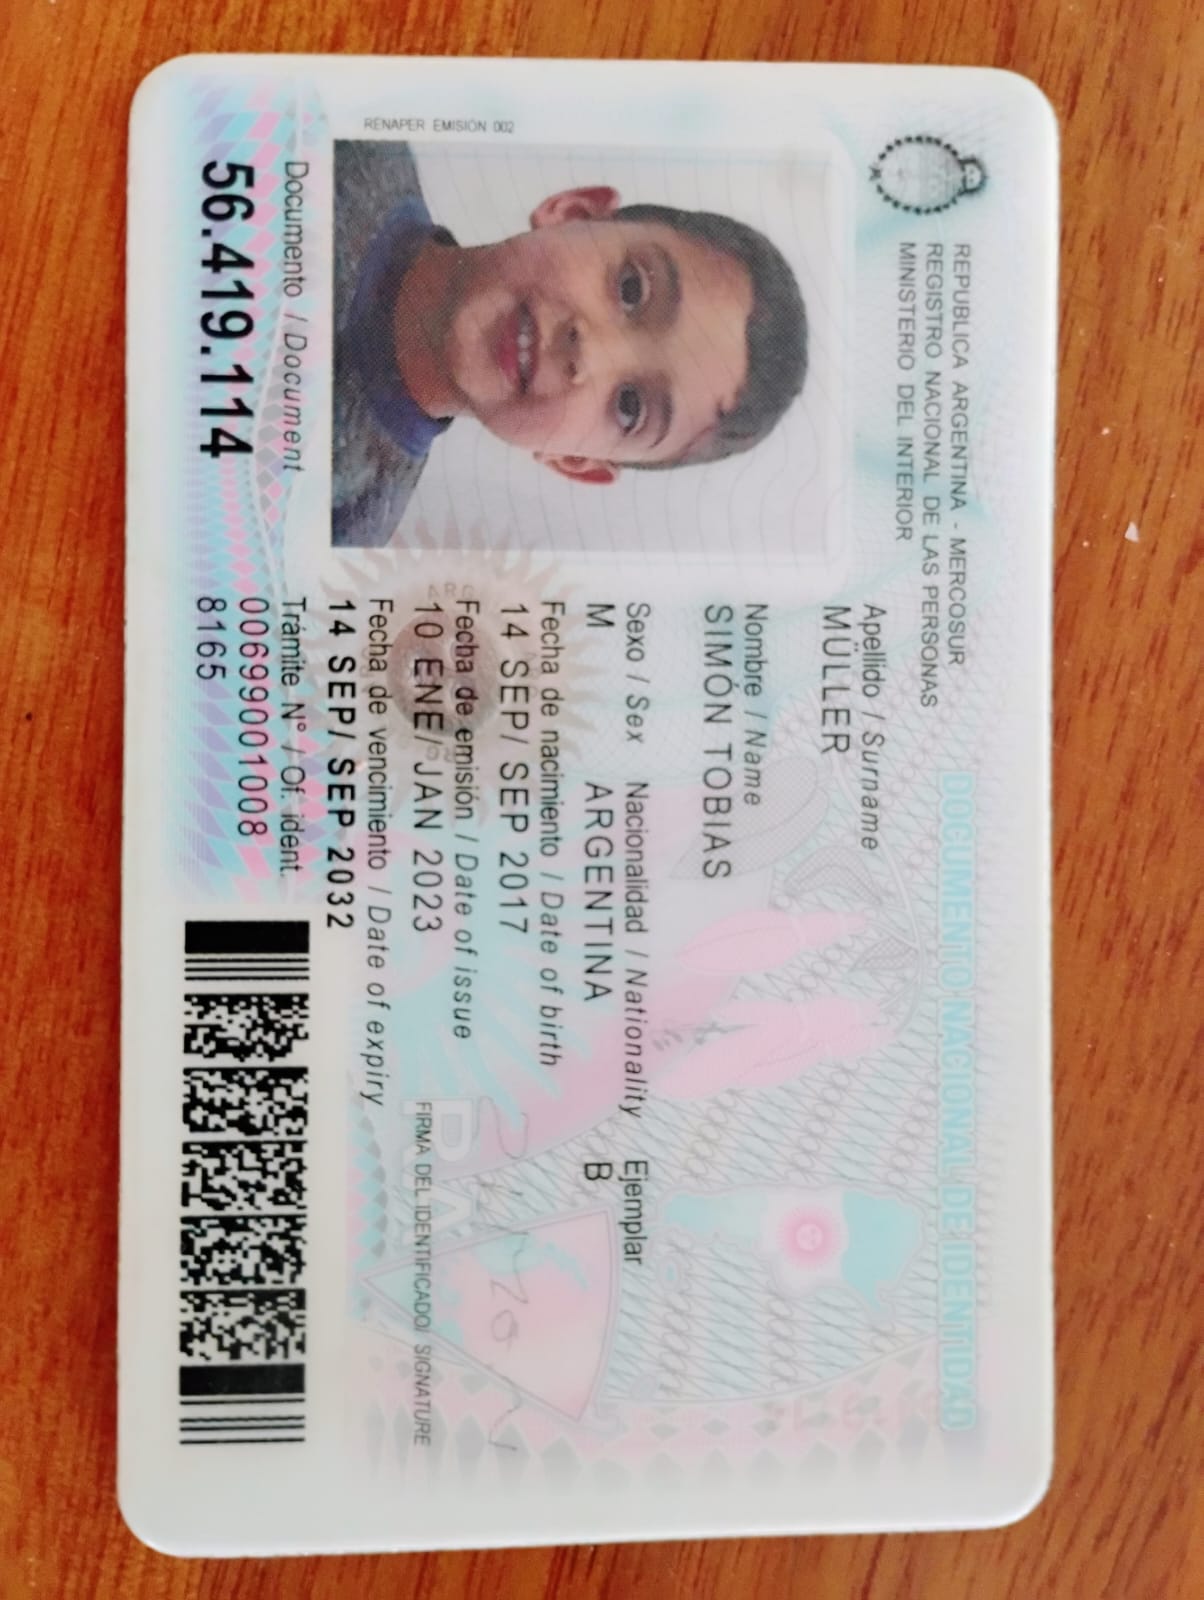 REPUBLICA ARGENTINA - MERCOSUR
REGISTRO NACIONAL DE LAS PERSONAS
MINISTERIO DEL INTERIOR
DOCUMENTO NACIONAL DE IDENTIDAD
RENAPER EMISIÓN 002
Apellido / Surname
MÜLLER
Nombre / Name
SIMÓN TOBIAS
Sexo / Sex Nacionalidad / Nationality Ejemplar
M ARGENTINA B
Fecha de nacimiento / Date of birth
14 SEP/ SEP 2017
Fecha de emisión / Date of issue
10 ENE/ JAN 2023
Fecha de vencimiento / Date of expiry
14 SEP/ SEP 2032
FIRMA DEL IDENTIFICADO/ SIGNATURE
Documento / Document
56.419.114
Trámite N° / Of. ident.
00699001008
8165